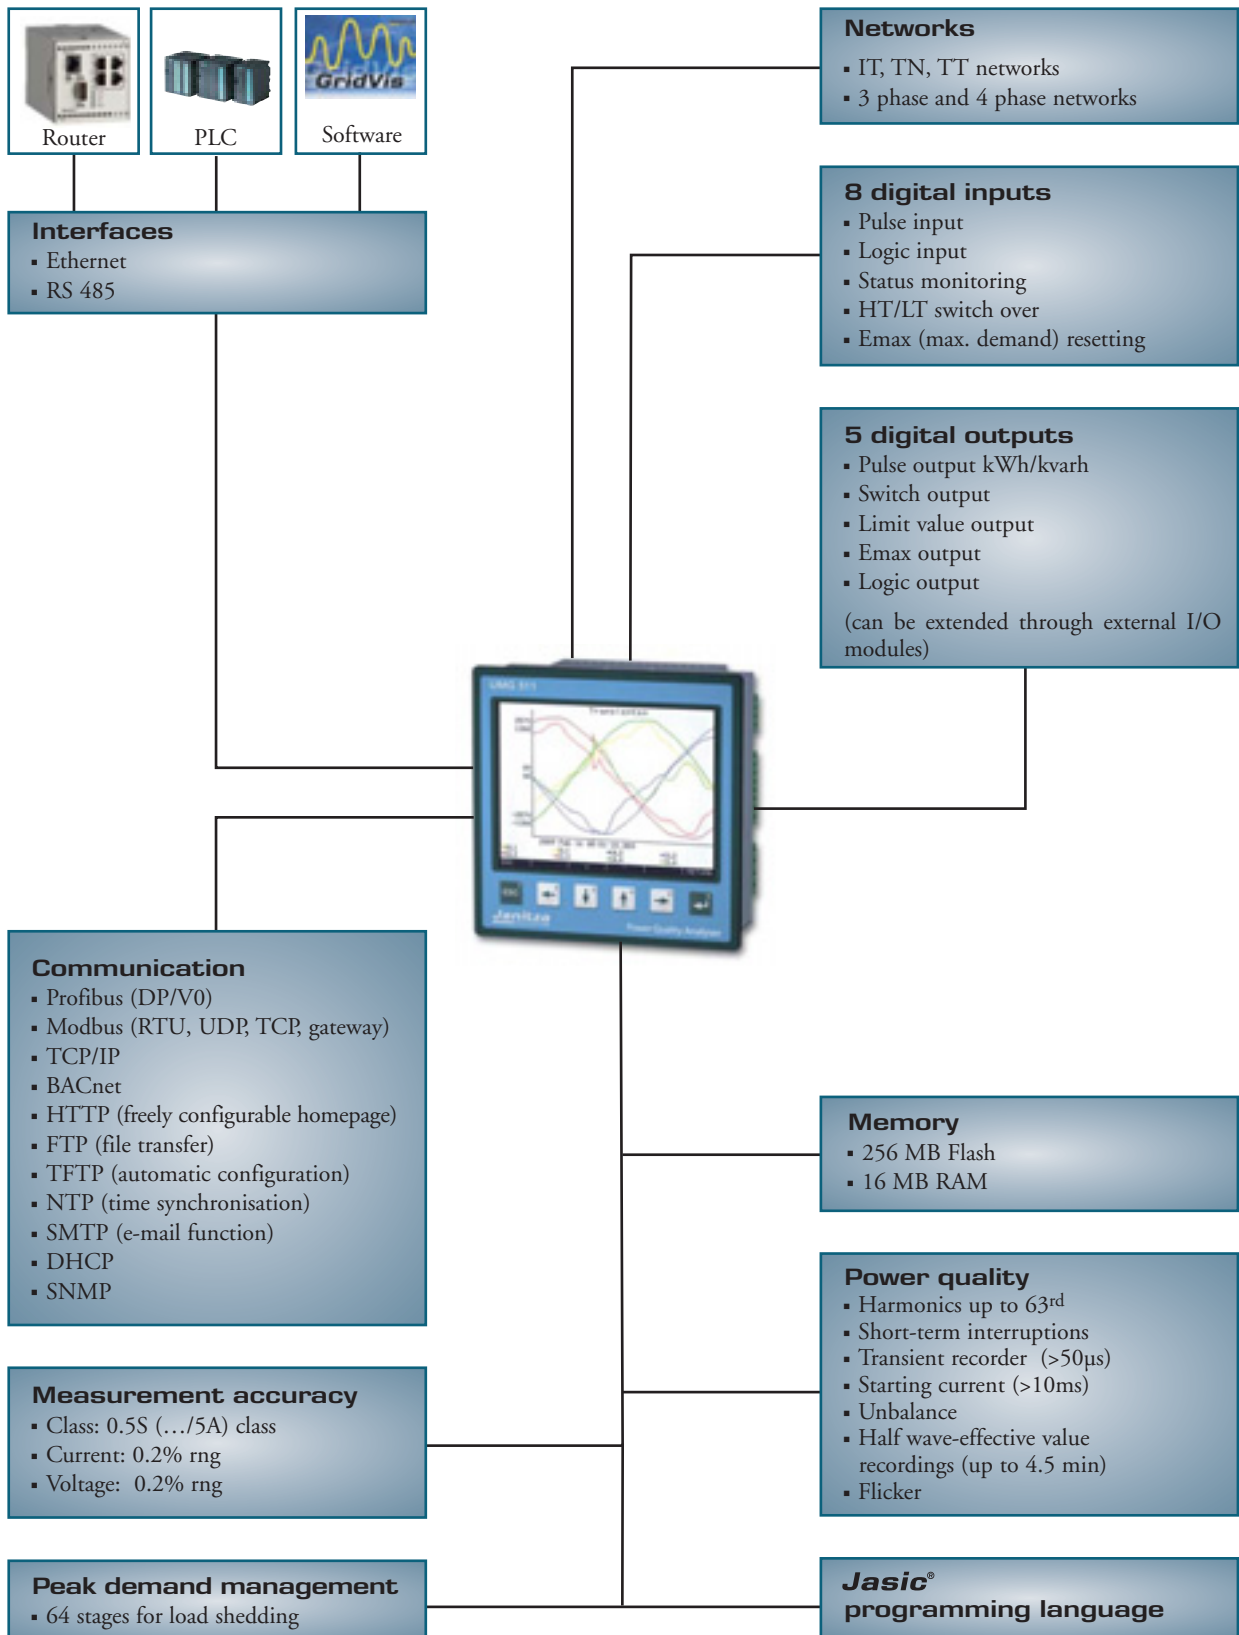 GridVis
Router
PLC
Software
Interfaces
▪ Ethernet
▪ RS 485
Networks
▪ IT, TN, TT networks
▪ 3 phase and 4 phase networks
8 digital inputs
▪ Pulse input
▪ Logic input
▪ Status monitoring
▪ HT/LT switch over
▪ Emax (max. demand) resetting
5 digital outputs
▪ Pulse output kWh/kvarh
▪ Switch output
▪ Limit value output
▪ Emax output
▪ Logic output
(can be extended through external I/O
modules)
UMG 511
Transienten
ESC
Janitza
Power Quality Analyser
Communication
▪ Profibus (DP/V0)
▪ Modbus (RTU, UDP, TCP, gateway)
▪ TCP/IP
▪ BACnet
▪ HTTP (freely configurable homepage)
▪ FTP (file transfer)
▪ TFTP (automatic configuration)
▪ NTP (time synchronisation)
▪ SMTP (e-mail function)
▪ DHCP
▪ SNMP
Measurement accuracy
▪ Class: 0.5S (…/5A) class
▪ Current: 0.2% rng
▪ Voltage: 0.2% rng
Peak demand management
▪ 64 stages for load shedding
Memory
▪ 256 MB Flash
▪ 16 MB RAM
Power quality
▪ Harmonics up to 63rd
▪ Short-term interruptions
▪ Transient recorder (>50μs)
▪ Starting current (>10ms)
▪ Unbalance
▪ Half wave-effective value
recordings (up to 4.5 min)
▪ Flicker
Jasic®
programming language